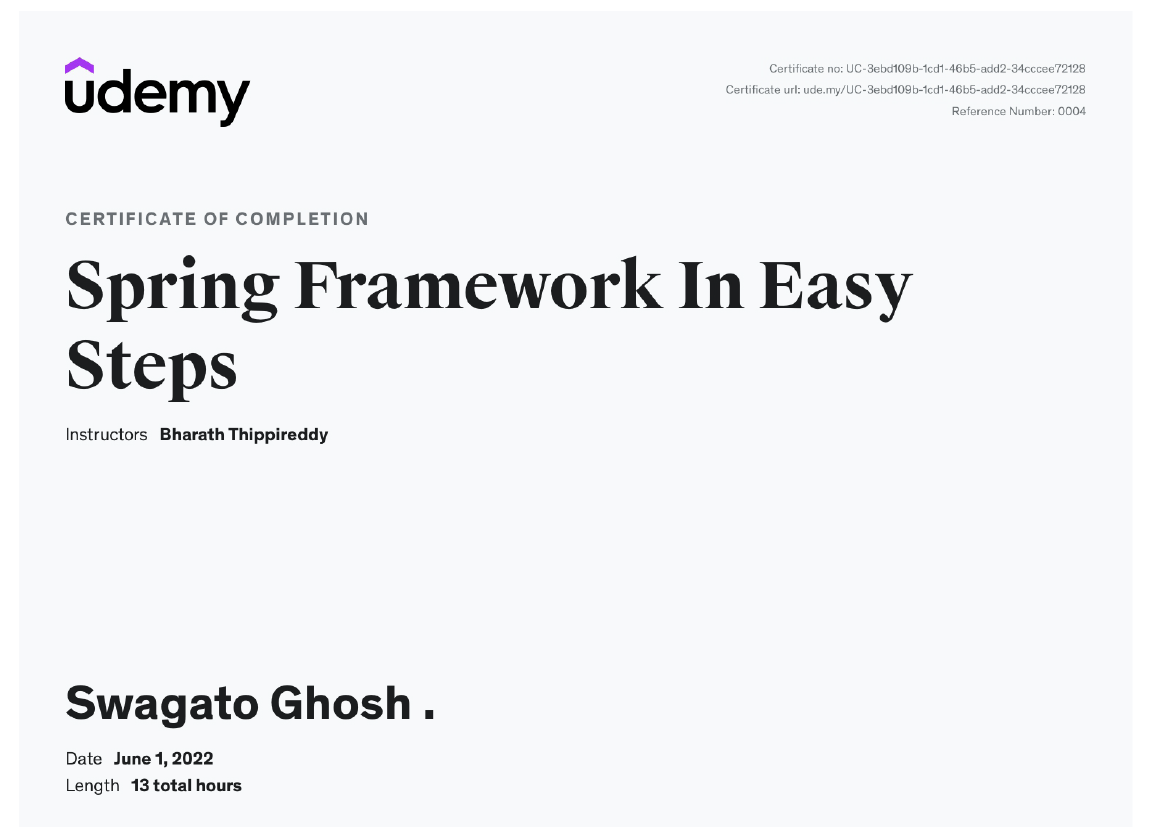 udemy
Certificate no: UC-3ebd109b-1cd1-46b5-add2-34cccee72128
Certificate url: ude.my/UC-3ebd109b-1cd1-46b5-add2-34cccee72128
Reference Number: 0004
CERTIFICATE OF COMPLETION
Spring Framework In Easy
Steps
Instructors Bharath Thippireddy
Swagato Ghosh .
Date June 1, 2022
Length 13 total hours